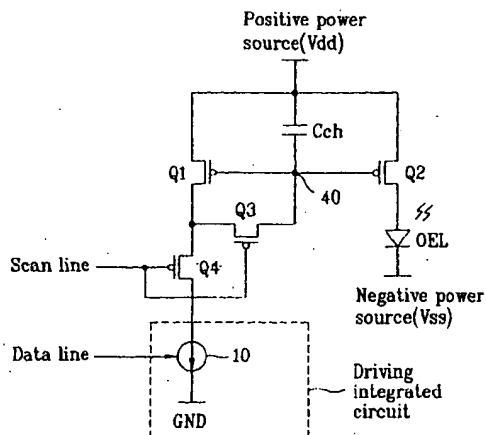 Positive power
source(Vdd)
Cch
Q1
Q2
40
Q3
OEL
Scan line
Q4
Negative power
source(Vss)
Data line
10
Driving
integrated
circuit
GND